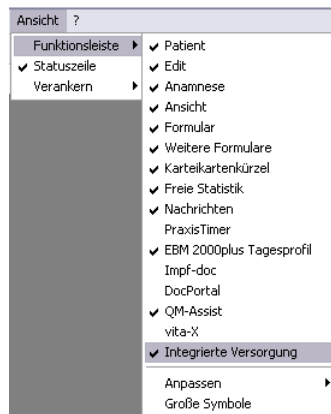 Ansicht ?
Funktionsleiste
Statuszeile
Verankern
Patient
Edit
Anamnese
Ansicht
Formular
Weitere Formulare
Karteikartenkürzel
Freie Statistik
Nachrichten
PraxisTimer
EBM 2000plus Tagesprofil
Impf-doc
DocPortal
QM-Assist
vita-X
Integrierte Versorgung
Anpassen
Große Symbole